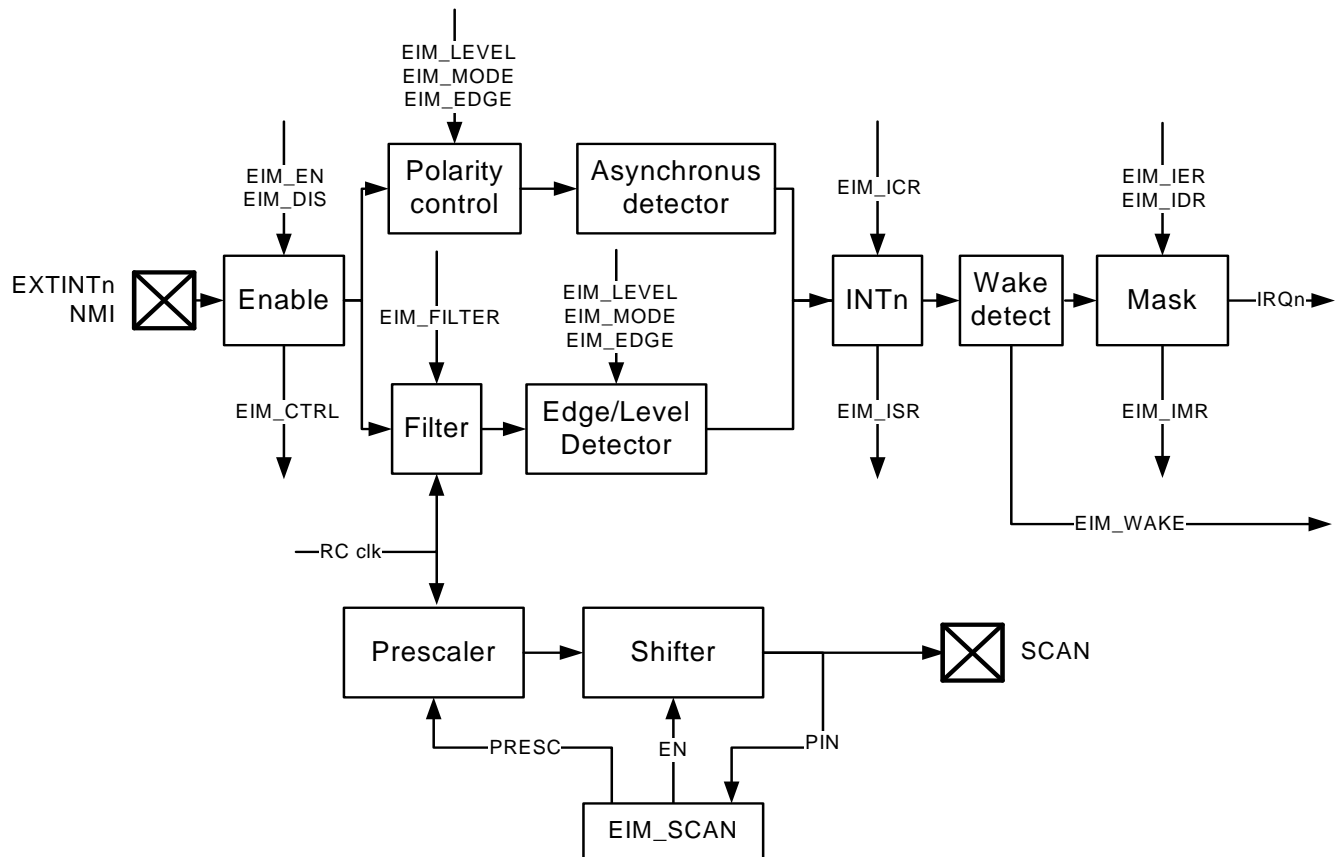 EIM_LEVEL
EIM_MODE
EIM_EDGE
EIM_EN
EIM_DIS
Polarity
control
Asynchronus
detector
EIM_ICR
EIM_IER
EIM_IDR
EXTINTn
NMI
Enable
EIM_FILTER
EIM_LEVEL
EIM_MODE
EIM_EDGE
INTn
Wake
detect
Mask
IRQn
EIM_CTRL
Filter
Edge/Level
Detector
EIM_ISR
EIM_IMR
EIM_WAKE
RC clk
Prescaler
Shifter
SCAN
PRESC
EN
PIN
EIM_SCAN